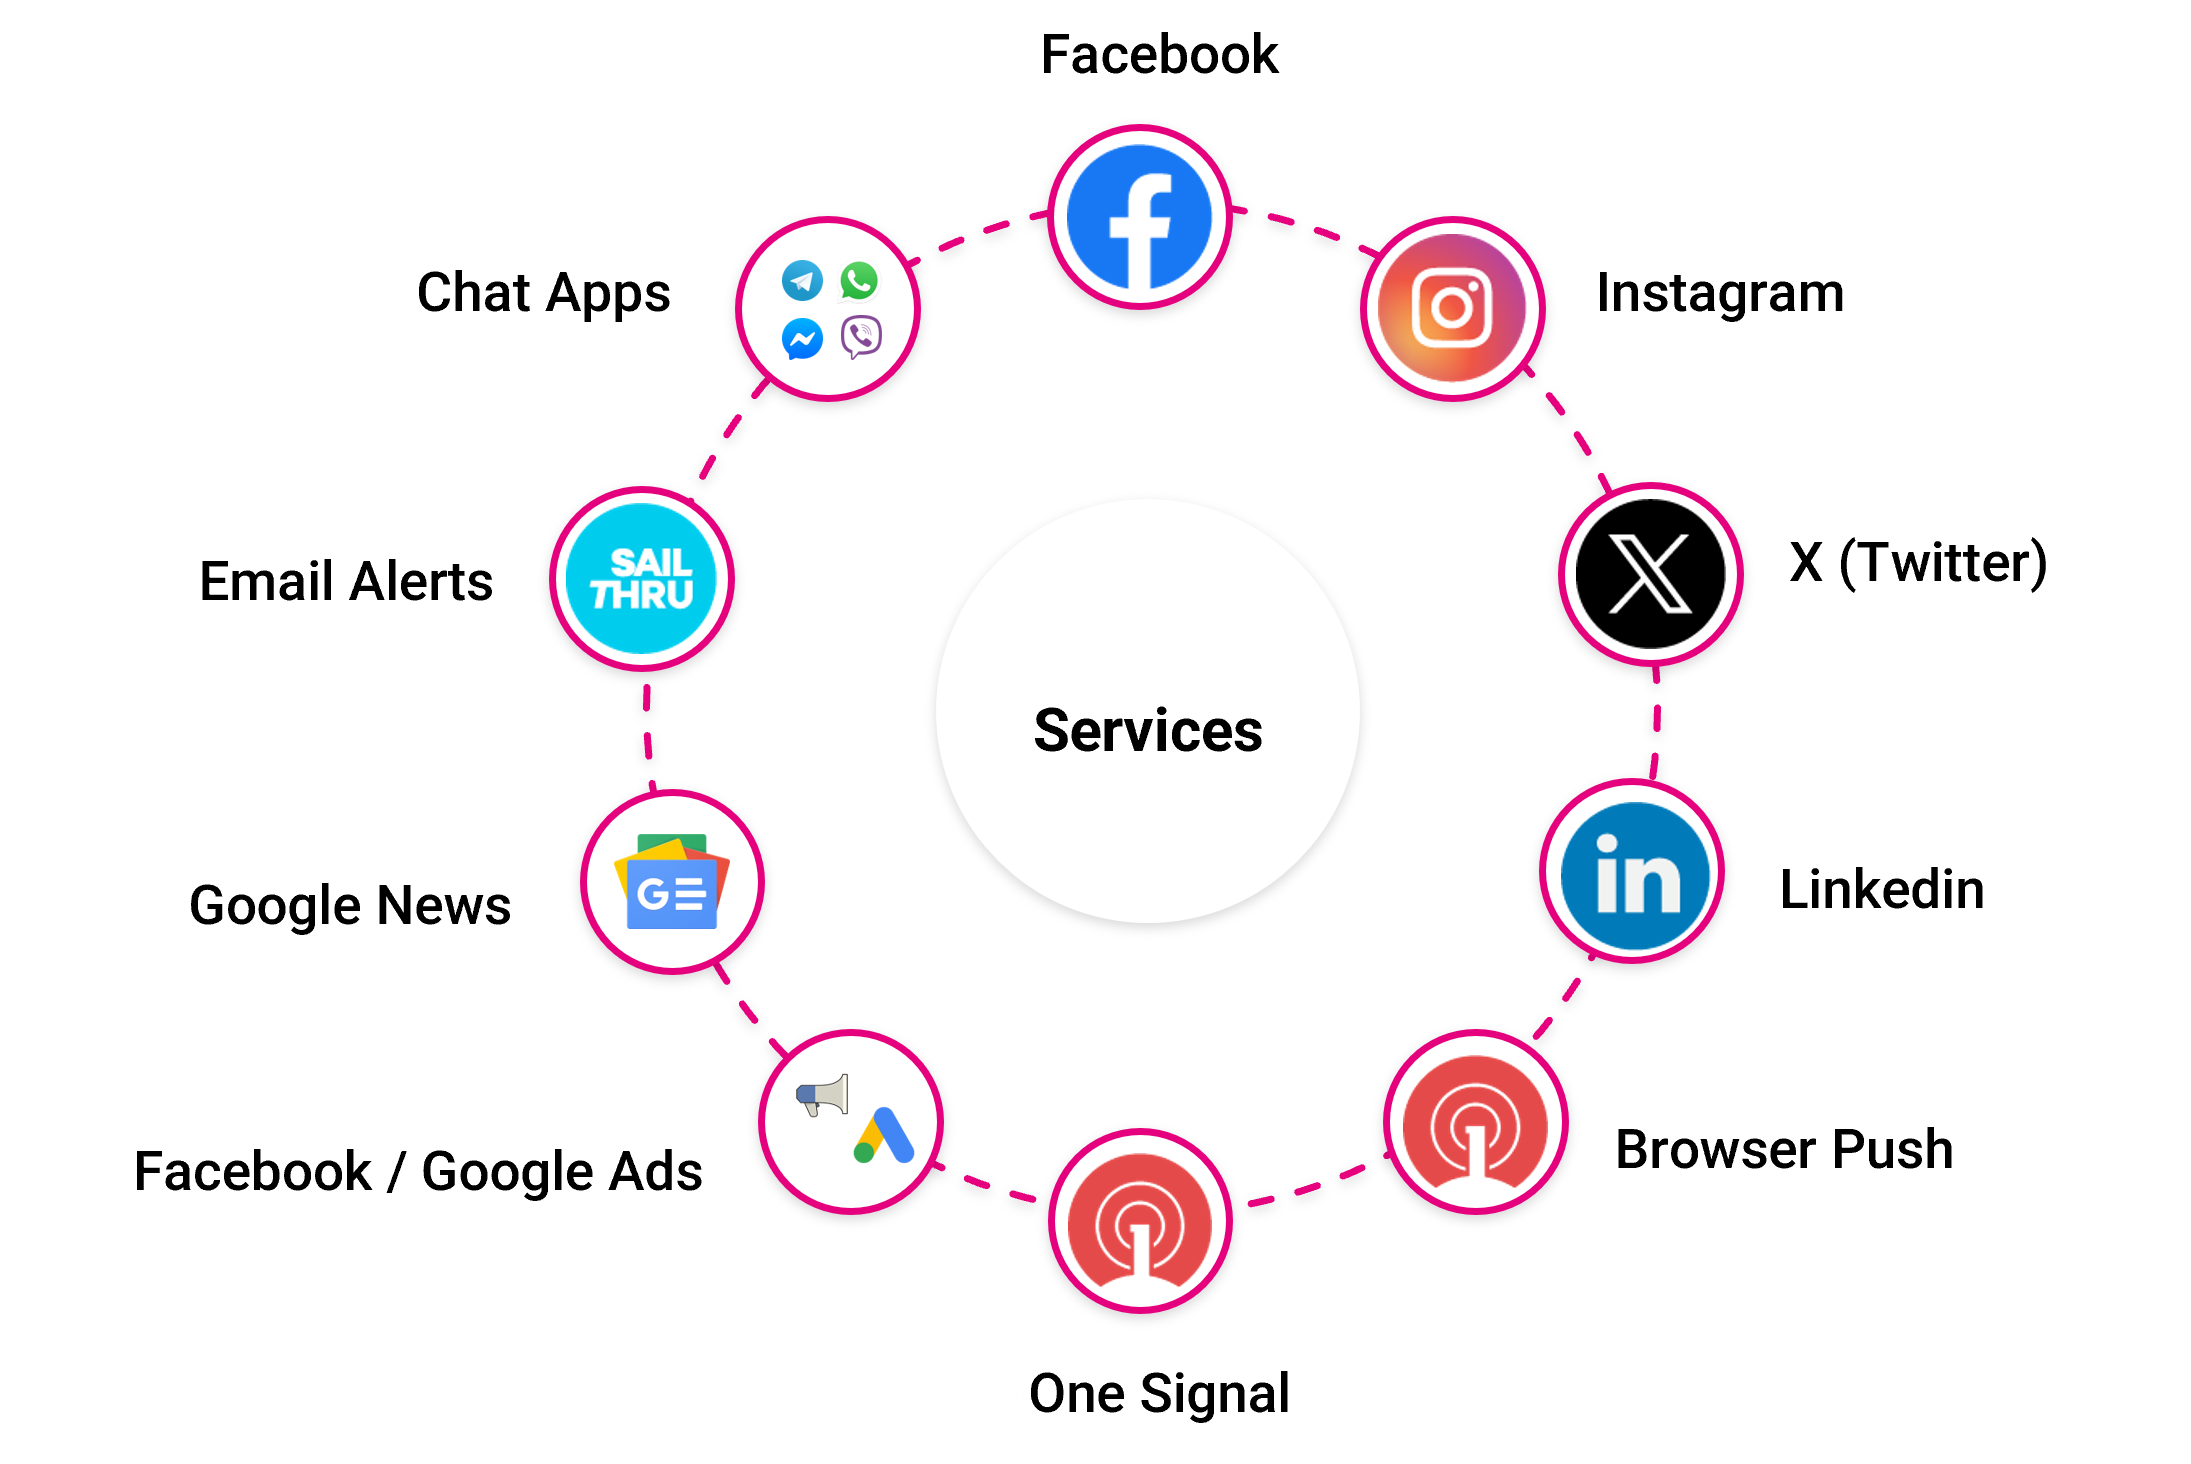 Facebook
Chat Apps
Instagram
X (Twitter)
Email Alerts
SAIL
THRU
Services
Linkedin
in
Google News
G
Browser Push
Facebook / Google Ads
One Signal